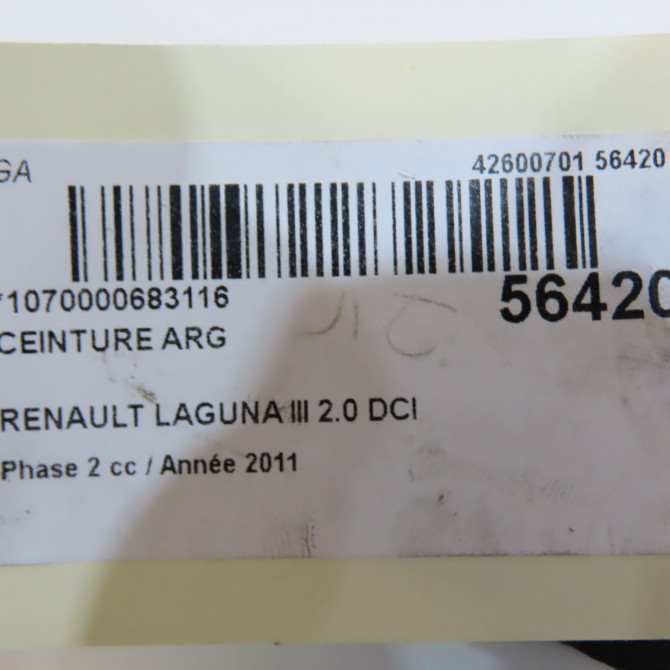 GA
42600701 56420
*1070000683116
56420
CEINTURE ARG
RENAULT LAGUNA III 2.0 DCI
Phase 2 cc / Année 2011